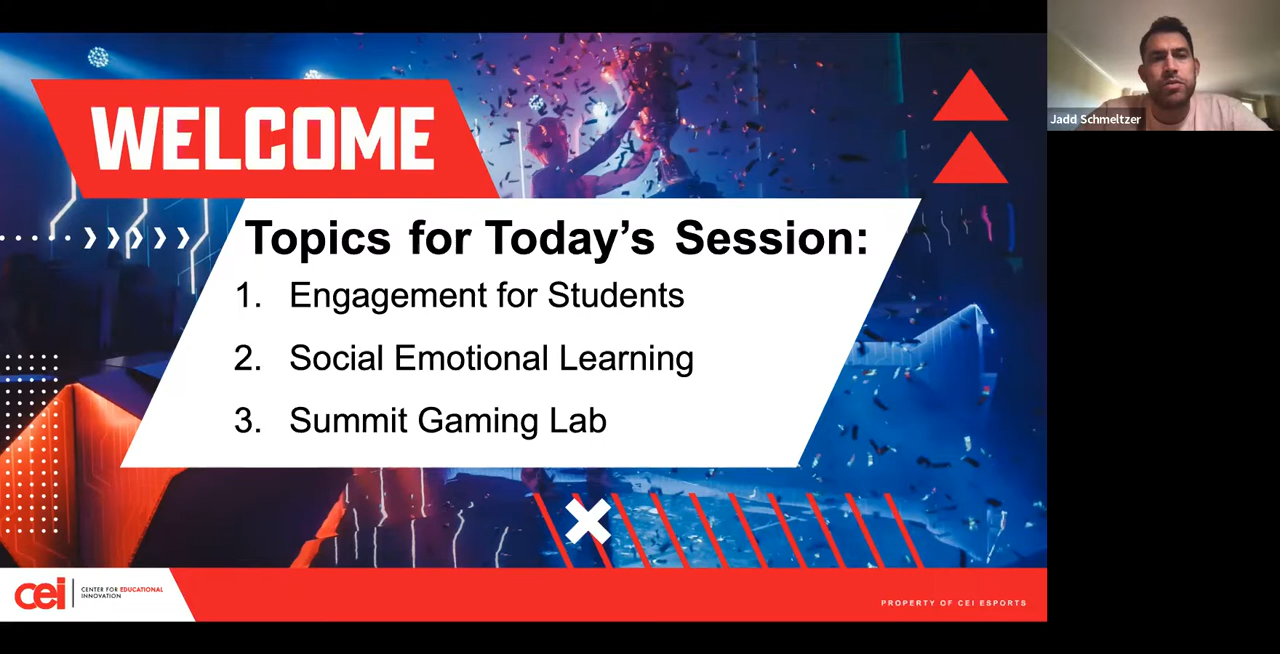 WELCOME
Topics for Today’s Session:
1. Engagement for Students
2. Social Emotional Learning
3. Summit Gaming Lab
cei
CENTER FOR EDUCATIONAL
INNOVATION
PROPERTY OF CEI ESPORTS
Jadd Schmeltzer